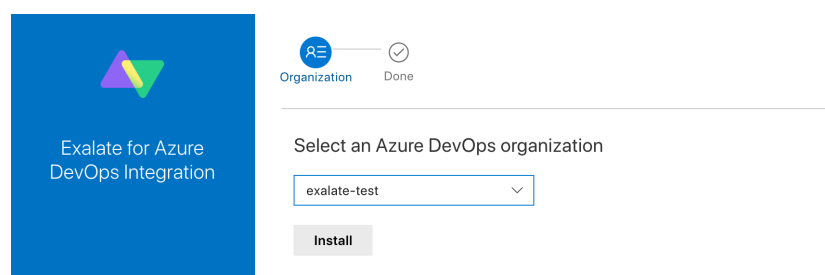 Exalate for Azure
DevOps Integration
Organization
Done
Select an Azure DevOps organization
exalate-test
Install